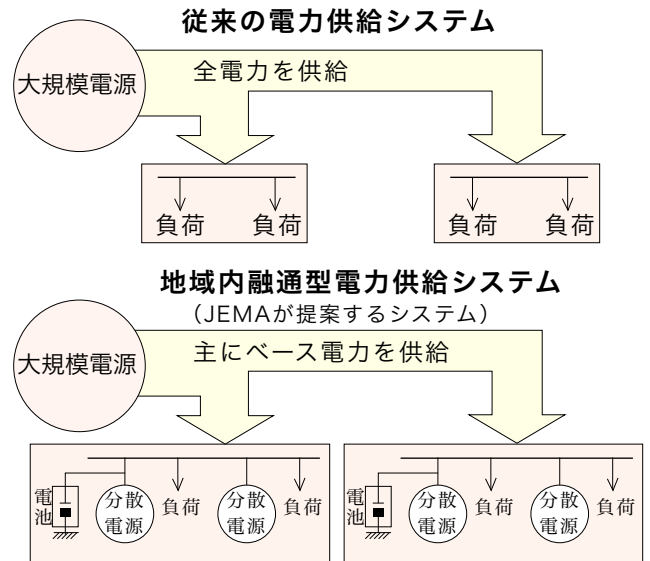 従来の電力供給システム
大規模電源
全電力を供給
負荷 負荷 負荷 負荷
地域内融通型電力供給システム
（JEMAが提案するシステム）
大規模電源
主にベース電力を供給
電池 分散電源 負荷 分散電源 負荷
電池 分散電源 負荷 分散電源 負荷